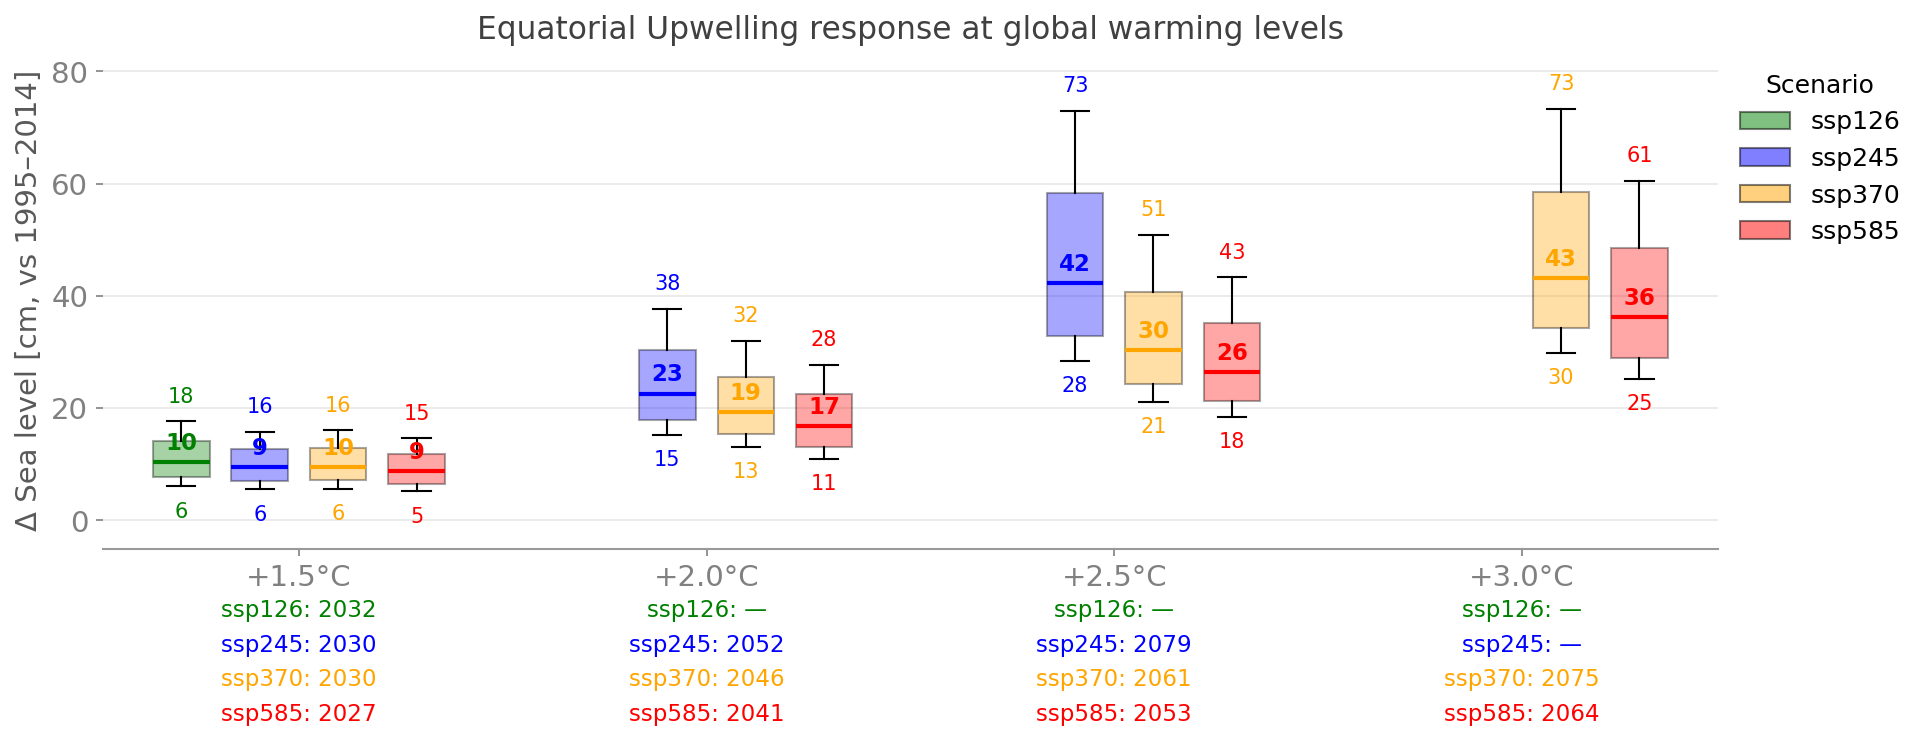 Equatorial Upwelling response at global warming levels
Δ Sea level [cm, vs 1995–2014]
80
60
40
20
0
18
10
6
16
9
6
16
10
6
15
9
5
38
23
15
32
19
13
28
17
11
73
42
28
51
30
21
43
26
18
73
43
30
61
36
25
Scenario
ssp126
ssp245
ssp370
ssp585
+1.5°C
ssp126: 2032
ssp245: 2030
ssp370: 2030
ssp585: 2027
+2.0°C
ssp126: —
ssp245: 2052
ssp370: 2046
ssp585: 2041
+2.5°C
ssp126: —
ssp245: 2079
ssp370: 2061
ssp585: 2053
+3.0°C
ssp126: —
ssp245: —
ssp370: 2075
ssp585: 2064